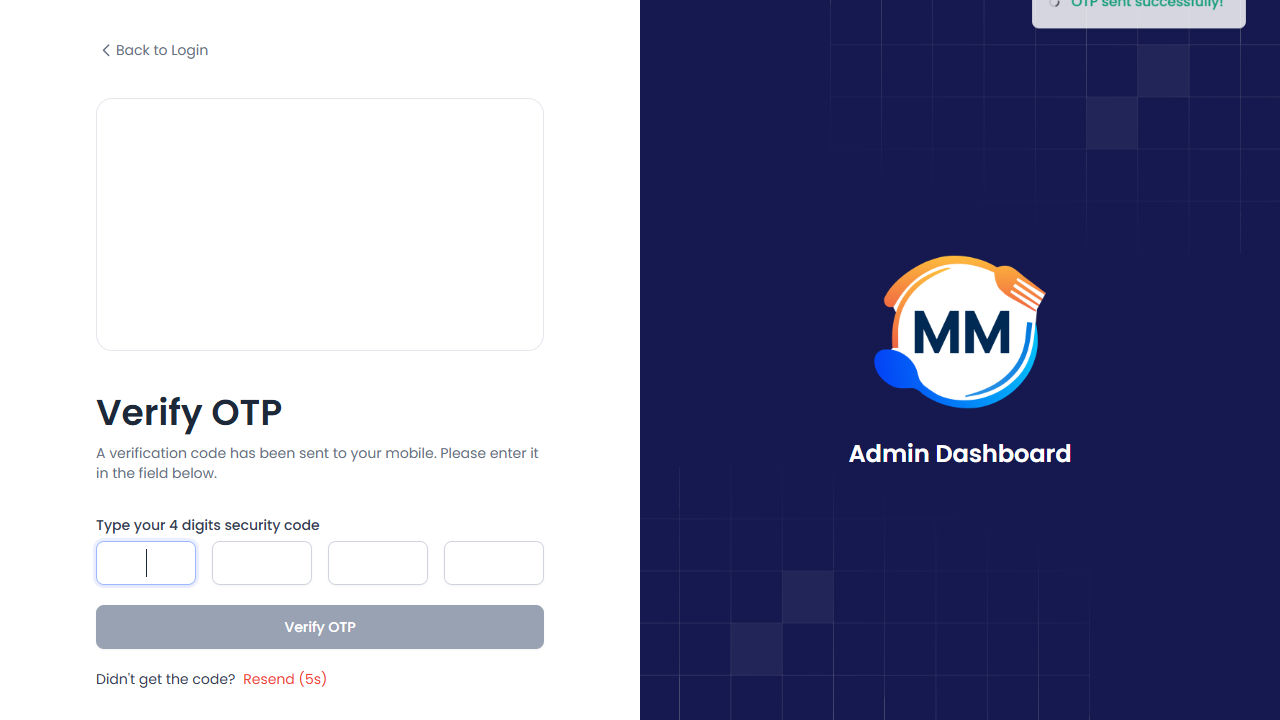 Back to Login
OTP sent successfully!
Verify OTP
A verification code has been sent to your mobile. Please enter it
in the field below.
Type your 4 digits security code
Verify OTP
Didn't get the code? Resend (5s)
MM
Admin Dashboard